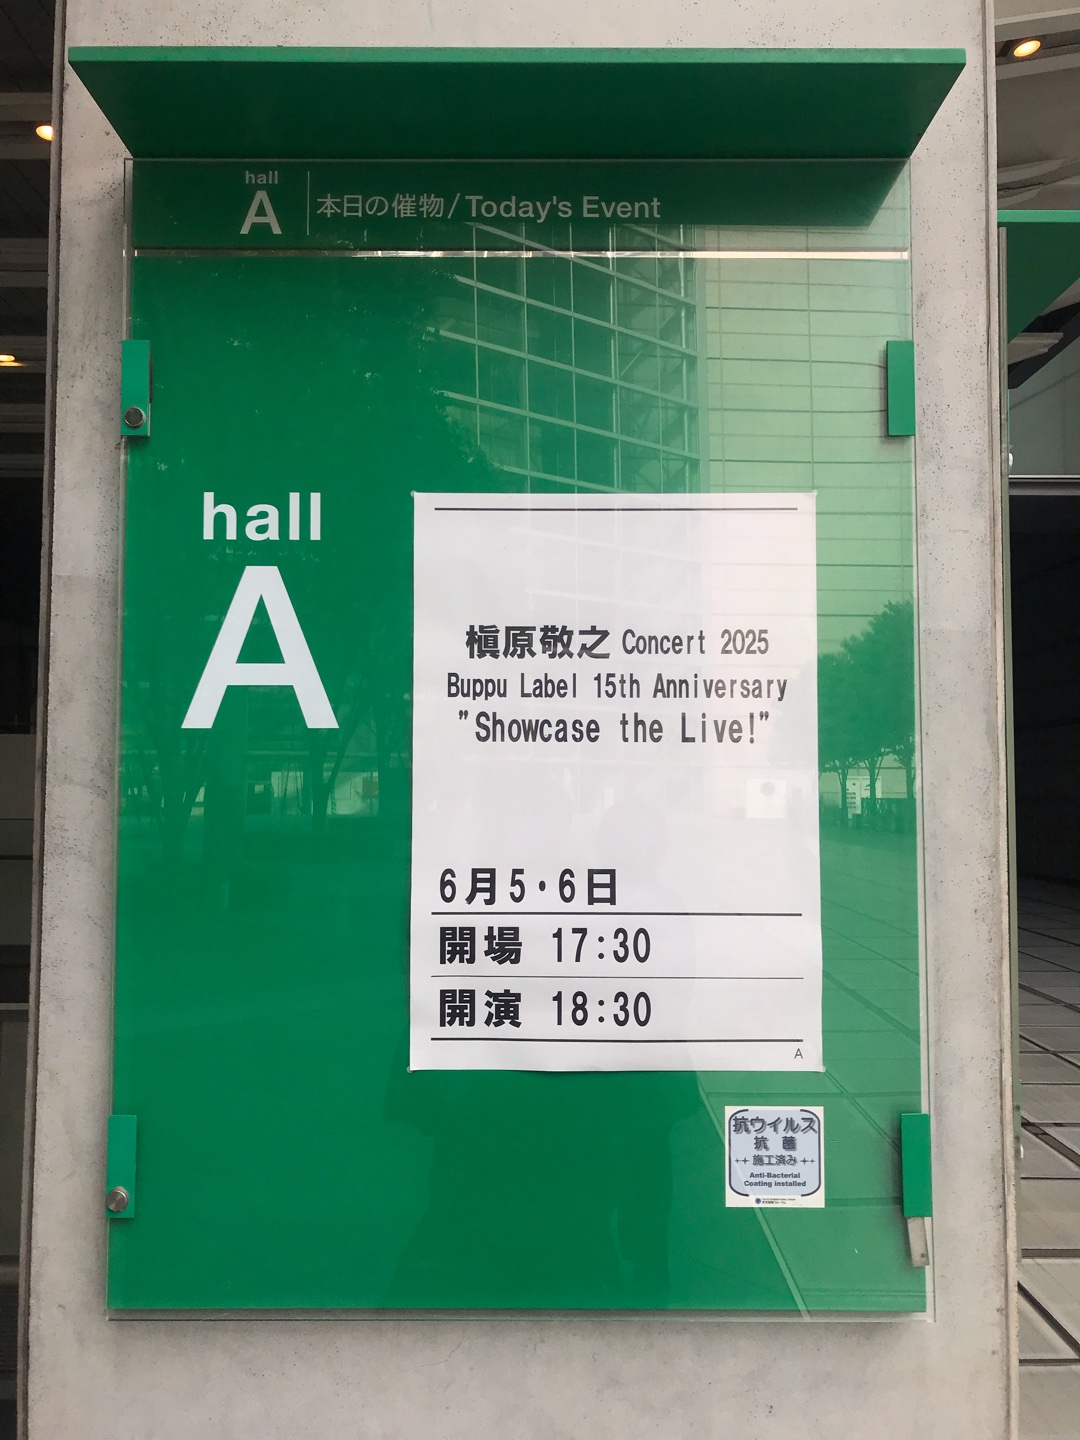 hall
A
本日の催物/Today's Event
hall
A
槇原敬之 Concert 2025
Buppu Label 15th Anniversary
"Showcase the Live!"
6月5・6日
開場 17:30
開演 18:30
A
抗ウイルス
抗菌
施工済み
Anti-Bacterial
Coating installed